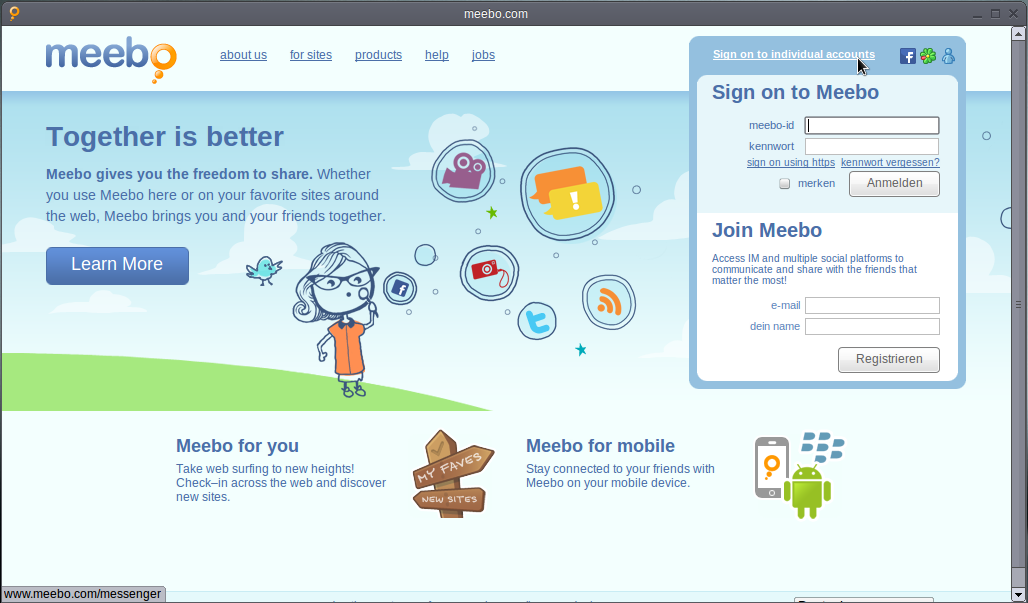 meebo.com
meebo
about us for sites products help jobs
Sign on to individual accounts
Sign on to Meebo
meebo-id
kennwort
sign on using https kennwort vergessen?
merken Anmelden
Together is better
Meebo gives you the freedom to share. Whether
you use Meebo here or on your favorite sites around
the web, Meebo brings you and your friends together.
Learn More
Join Meebo
Access IM and multiple social platforms to
communicate and share with the friends that
matter the most!
e-mail
dein name
Registrieren
Meebo for you
Take web surfing to new heights!
Check–in across the web and discover
new sites.
MY FAVES
NEW SITES
Meebo for mobile
Stay connected to your friends with
Meebo on your mobile device.
www.meebo.com/messenger